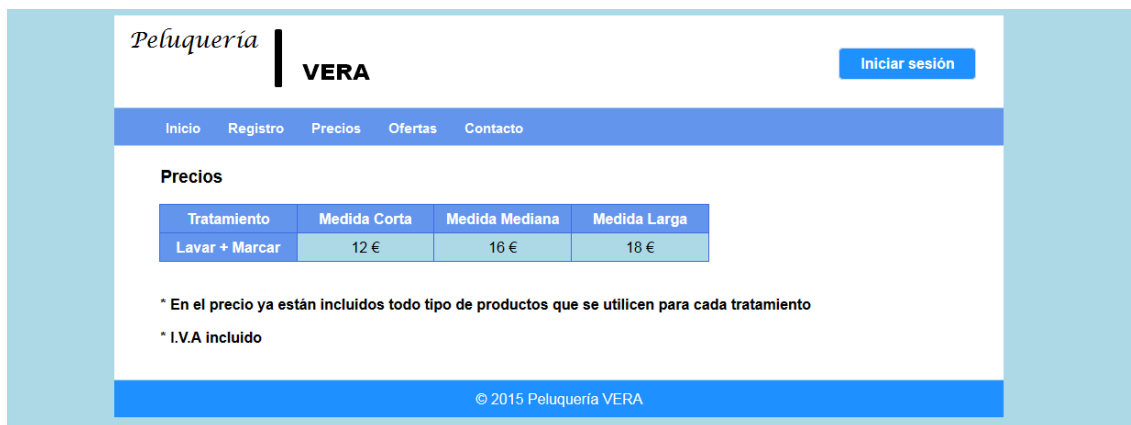 Peluquería
VERA
Iniciar sesión
Inicio Registro Precios Ofertas Contacto
Precios
Tratamiento Medida Corta Medida Mediana Medida Larga
Lavar + Marcar 12 € 16 € 18 €
* En el precio ya están incluidos todo tipo de productos que se utilicen para cada tratamiento
* I.V.A incluido
© 2015 Peluquería VERA